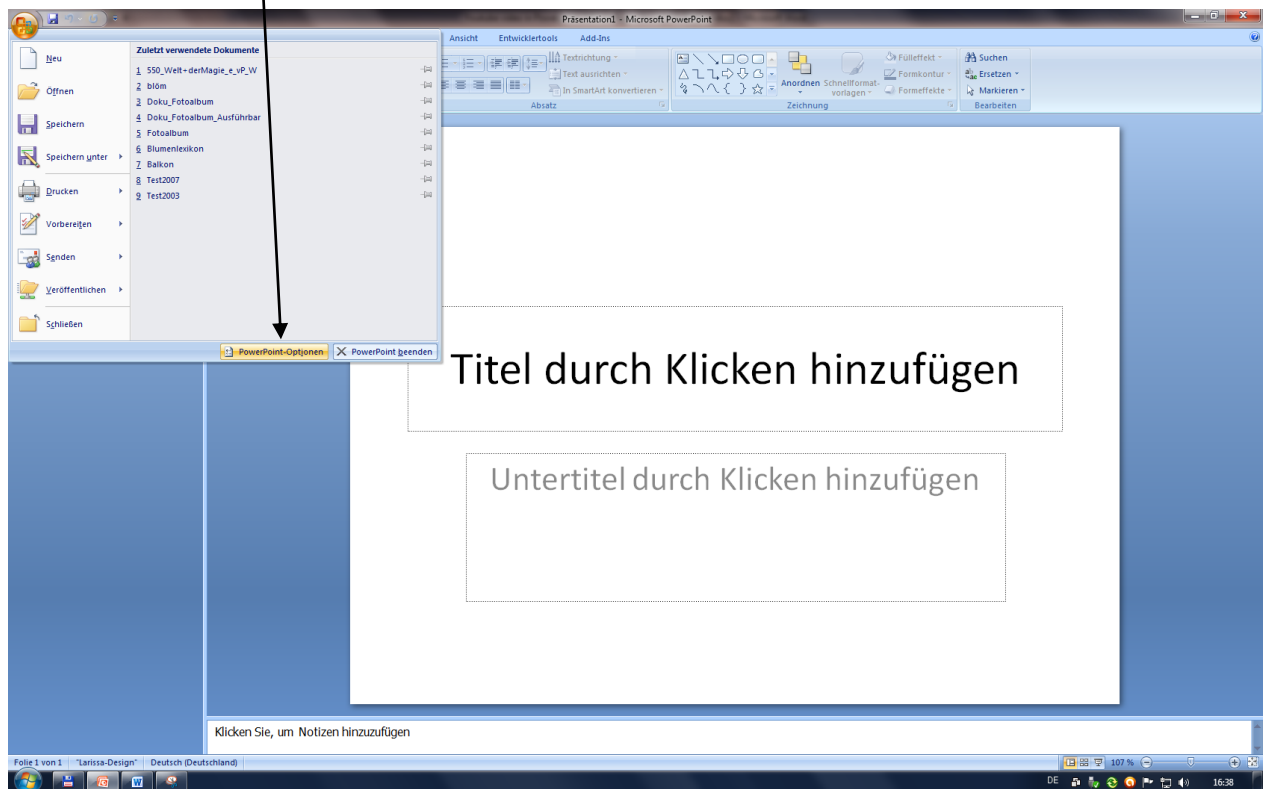 Präsentation1 - Microsoft PowerPoint
Ansicht Entwicklertools Add-Ins
Neu
Öffnen
Speichern
Speichern unter
Drucken
Vorbereiten
Senden
Veröffentlichen
Schließen
Zuletzt verwendete Dokumente
1 550_Welt+derMagie_e_vP_W
2 blöm
3 Doku_Fotoalbum
4 Doku_Fotoalbum_Ausführbar
5 Fotoalbum
6 Blumenlexikon
7 Balkon
8 Test2007
9 Test2003
PowerPoint-Optionen PowerPoint beenden
Textrichtung
Text ausrichten
In SmartArt konvertieren
Absatz
Anordnen
Schnellformat-
vorlagen
Fülleffekt
Formkontur
Formeffekte
Zeichnung
Suchen
Ersetzen
Markieren
Bearbeiten
Titel durch Klicken hinzufügen
Untertitel durch Klicken hinzufügen
Klicken Sie, um Notizen hinzuzufügen
Folie 1 von 1 "Larissa-Design" Deutsch (Deutschland) 107 %
DE 16:38